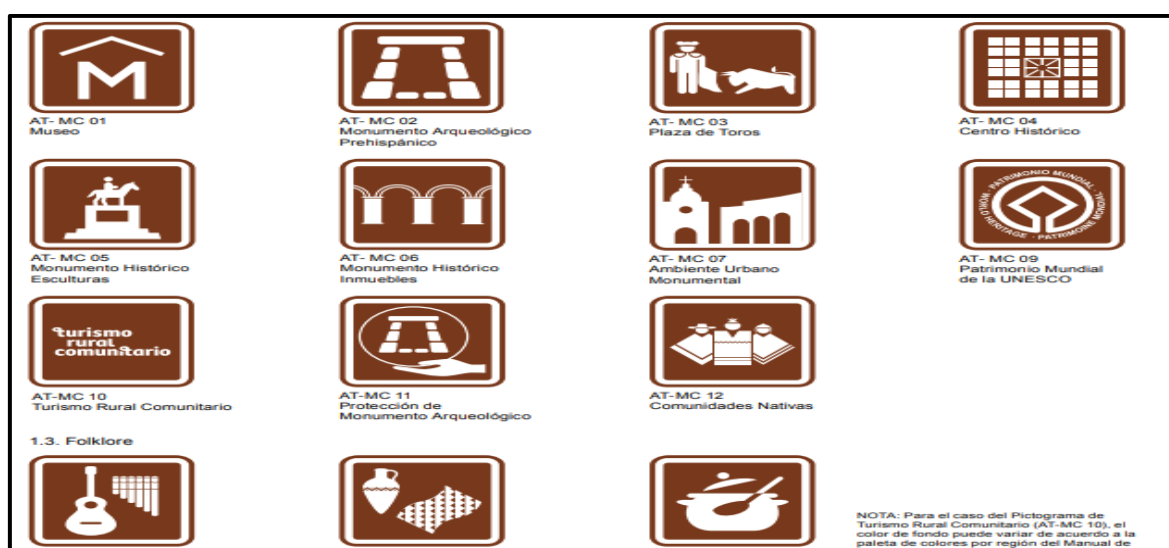 M
AT- MC 01
Museo
AT- MC 02
Monumento Arqueológico
Prehispánico
AT- MC 03
Plaza de Toros
AT- MC 04
Centro Histórico
AT- MC 05
Monumento Histórico
Esculturas
AT- MC 06
Monumento Histórico
Inmuebles
AT- MC 07
Ambiente Urbano
Monumental
PATRIMONIO MUNDIAL · WORLD HERITAGE · PATRIMOINE MONDIAL ·
AT- MC 09
Patrimonio Mundial
de la UNESCO
turismo
rural
comunitario
AT-MC 10
Turismo Rural Comunitario
AT-MC 11
Protección de
Monumento Arqueológico
AT-MC 12
Comunidades Nativas
1.3. Folklore
NOTA: Para el caso del Pictograma de
Turismo Rural Comunitario (AT-MC 10), el
color de fondo puede variar de acuerdo a la
paleta de colores por región del Manual de